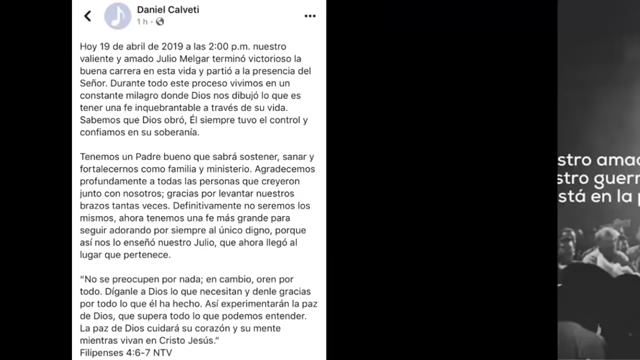 Daniel Calveti
1 h ·
Hoy 19 de abril de 2019 a las 2:00 p.m. nuestro
valiente y amado Julio Melgar terminó victorioso la
buena carrera en esta vida y partió a la presencia del
Señor. Durante todo este proceso vivimos en un
constante milagro donde Dios nos dibujó lo que es
tener una fe inquebrantable a través de su vida.
Sabemos que Dios obró, Él siempre tuvo el control y
confiamos en su soberanía.
Tenemos un Padre bueno que sabrá sostener, sanar y
fortalecernos como familia y ministerio. Agradecemos
profundamente a todas las personas que creyeron
junto con nosotros; gracias por levantar nuestros
brazos tantas veces. Definitivamente no seremos los
mismos, ahora tenemos una fe más grande para
seguir adorando por siempre al único digno, porque
así nos lo enseñó nuestro Julio, que ahora llegó al
lugar que pertenece.
“No se preocupen por nada; en cambio, oren por
todo. Díganle a Dios lo que necesitan y denle gracias
por todo lo que él ha hecho. Así experimentarán la paz
de Dios, que supera todo lo que podemos entender.
La paz de Dios cuidará su corazón y su mente
mientras vivan en Cristo Jesús.”
Filipenses 4:6-7 NTV
stro amad
stro guerr
stá en la p